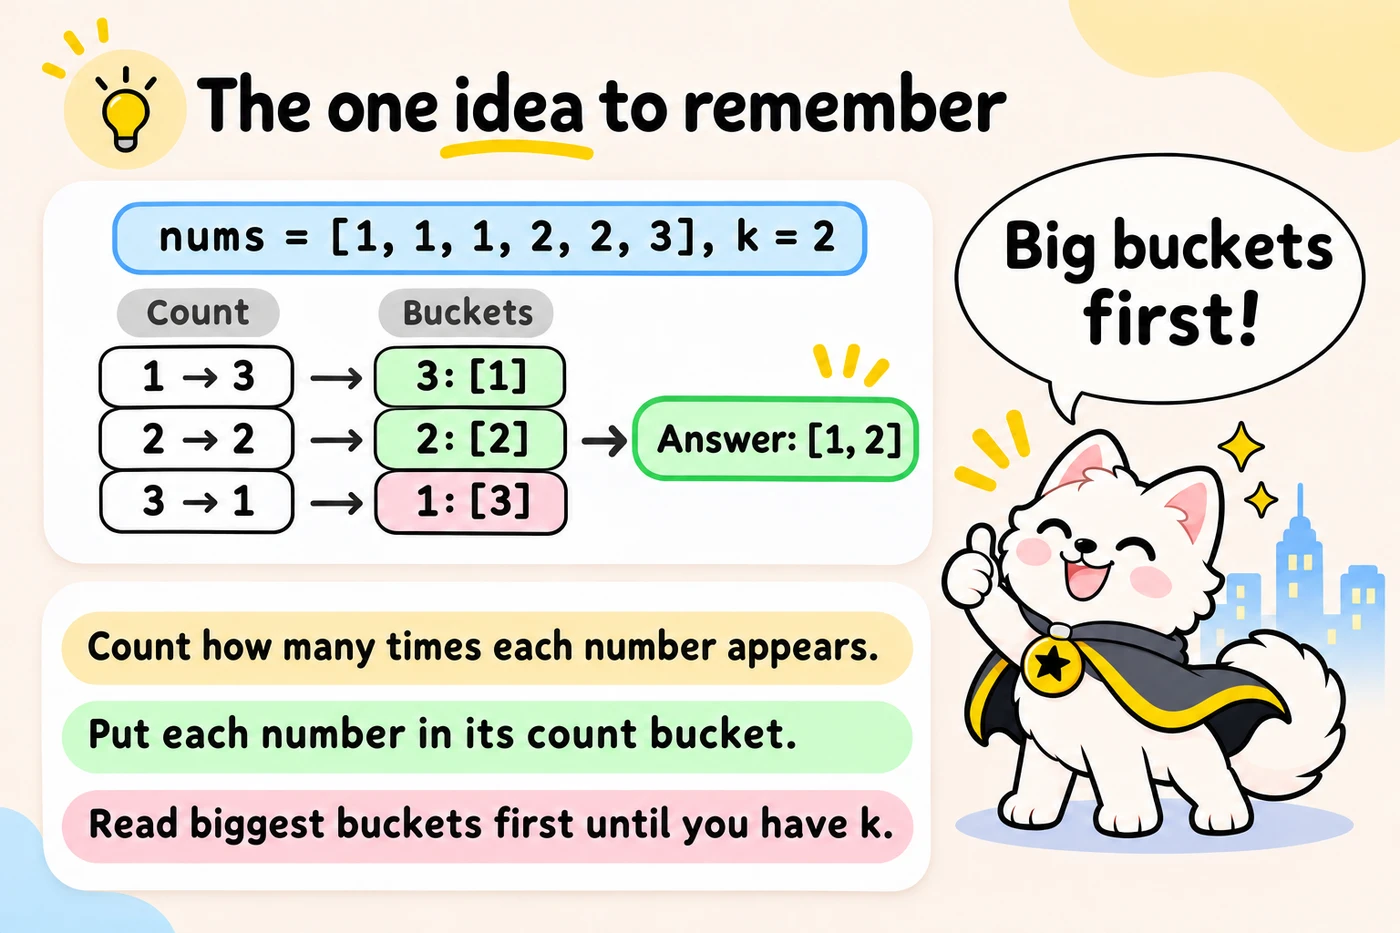 The one idea to remember
nums = [1, 1, 1, 2, 2, 3], k = 2
Count
Buckets
1 → 3 → 3: [1]
2 → 2 → 2: [2] → Answer: [1, 2]
3 → 1 → 1: [3]
Count how many times each number appears.
Put each number in its count bucket.
Read biggest buckets first until you have k.
Big buckets
first!